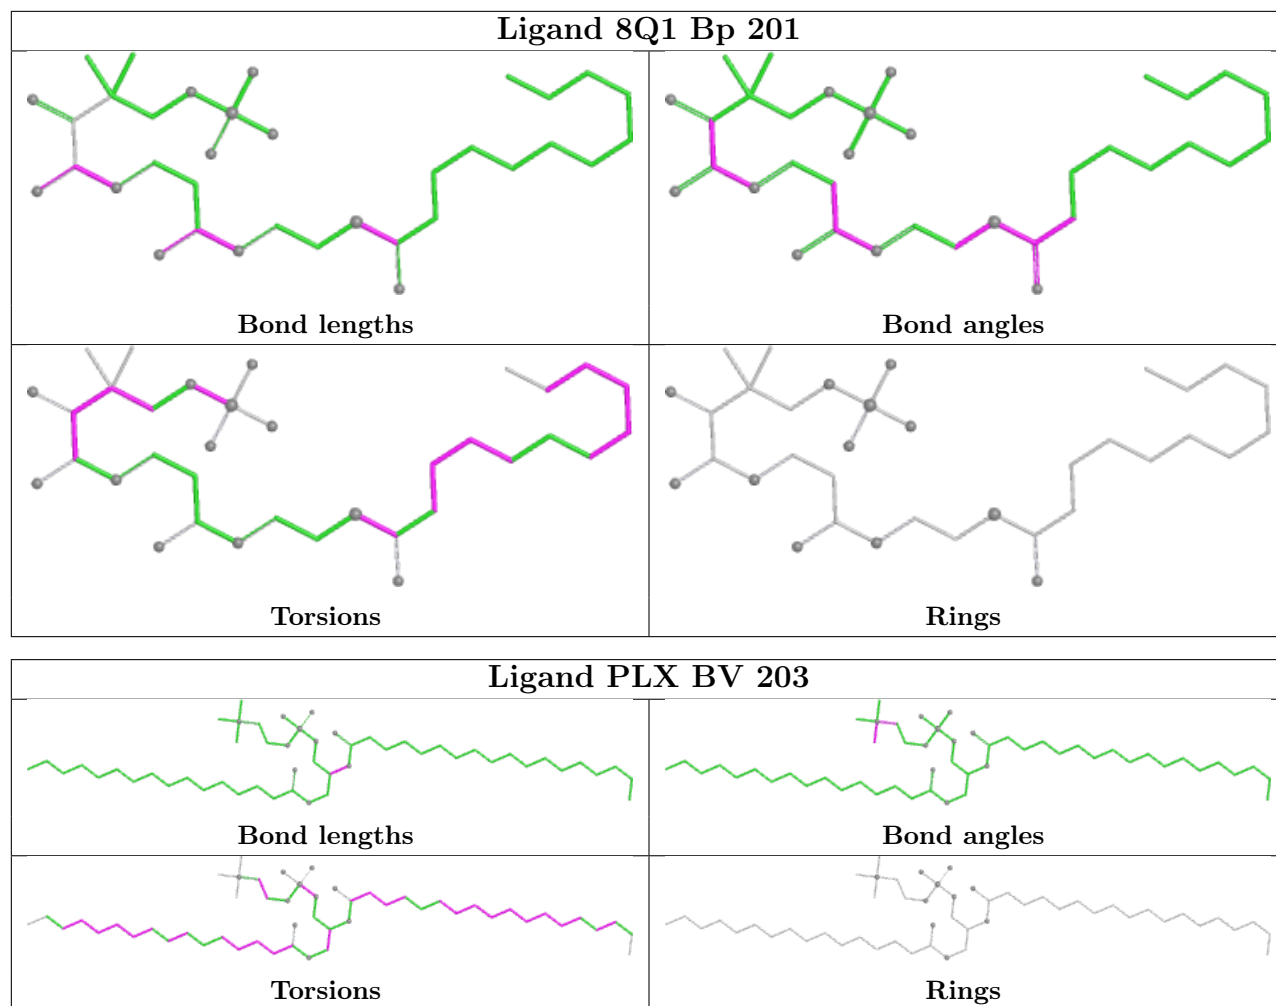 Ligand 8Q1 Bp 201
Bond lengths
Bond angles
Torsions
Rings
Ligand PLX BV 203
Bond lengths
Bond angles
Torsions
Rings